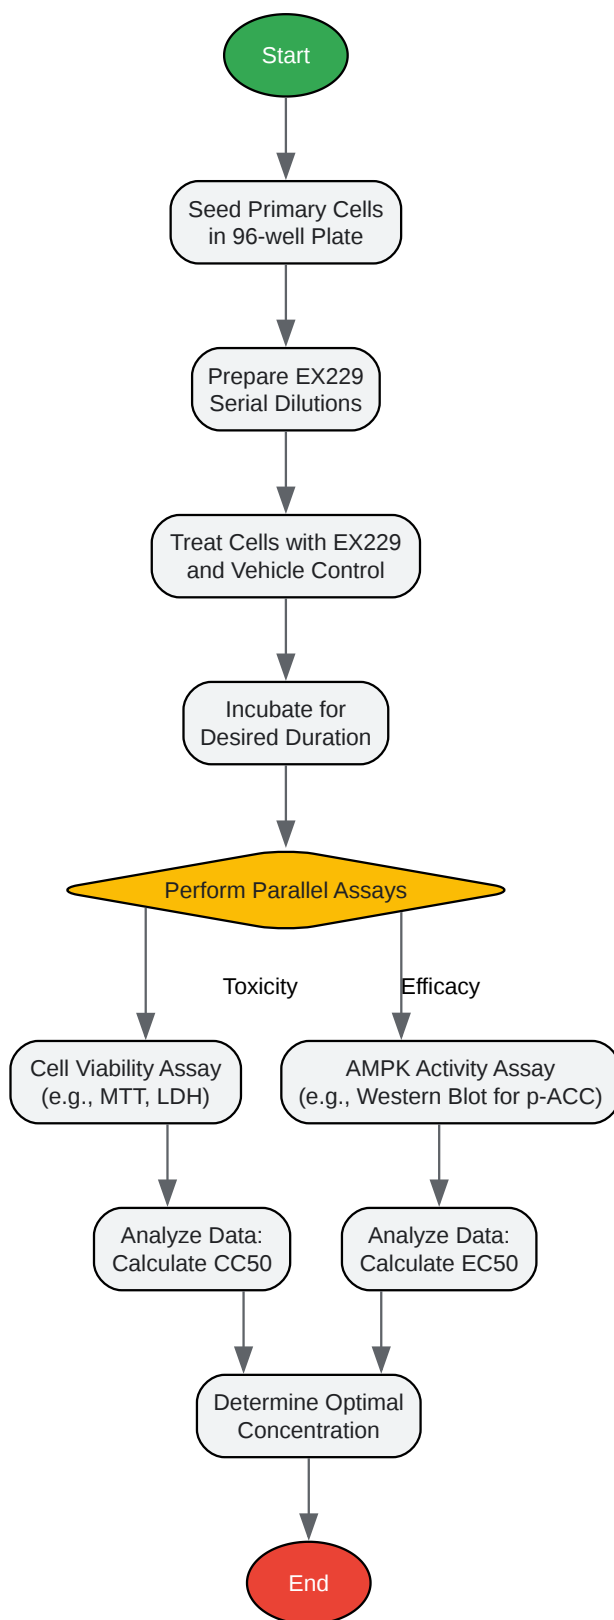 Start
Seed Primary Cells
in 96-well Plate
Prepare EX229
Serial Dilutions
Treat Cells with EX229
and Vehicle Control
Incubate for
Desired Duration
Perform Parallel Assays
Toxicity
Efficacy
Cell Viability Assay
(e.g., MTT, LDH)
AMPK Activity Assay
(e.g., Western Blot for p-ACC)
Analyze Data:
Calculate CC50
Analyze Data:
Calculate EC50
Determine Optimal
Concentration
End